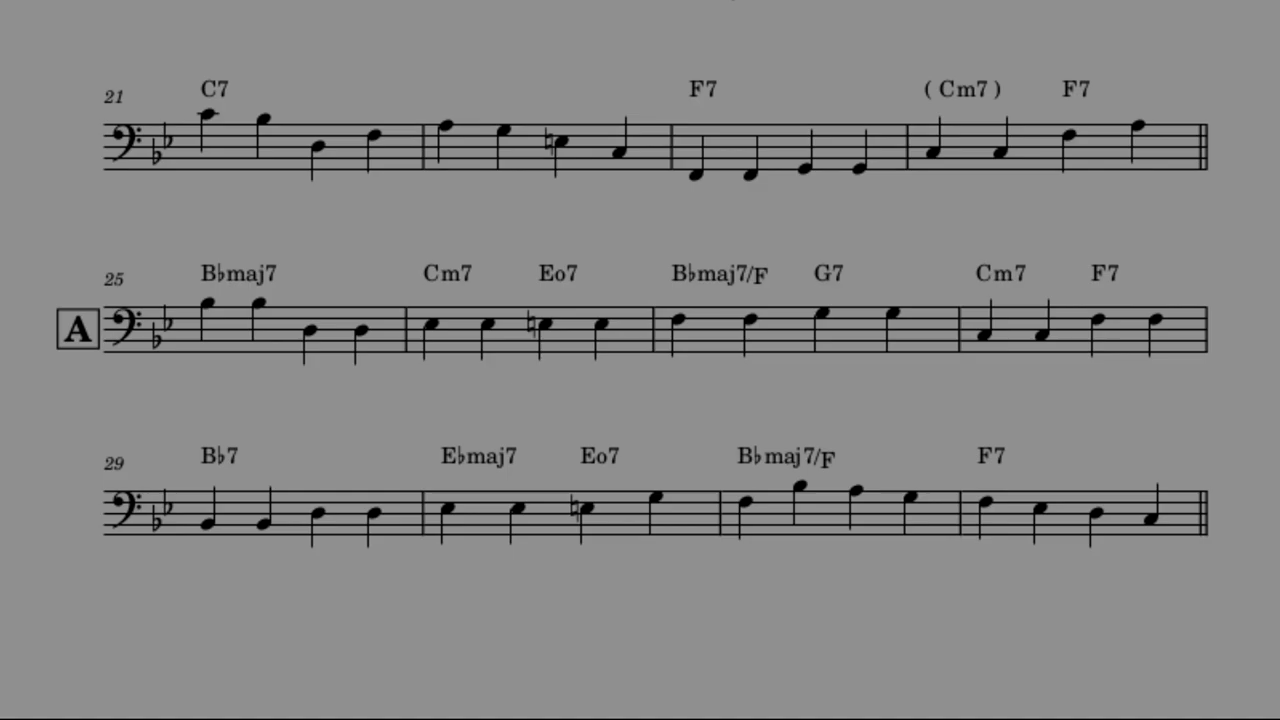 21 C7 F7 ( Cm7 ) F7
25 B♭maj7 Cm7 Eo7 B♭maj7/F G7 Cm7 F7
A
29 B♭7 E♭maj7 Eo7 B♭maj7/F F7